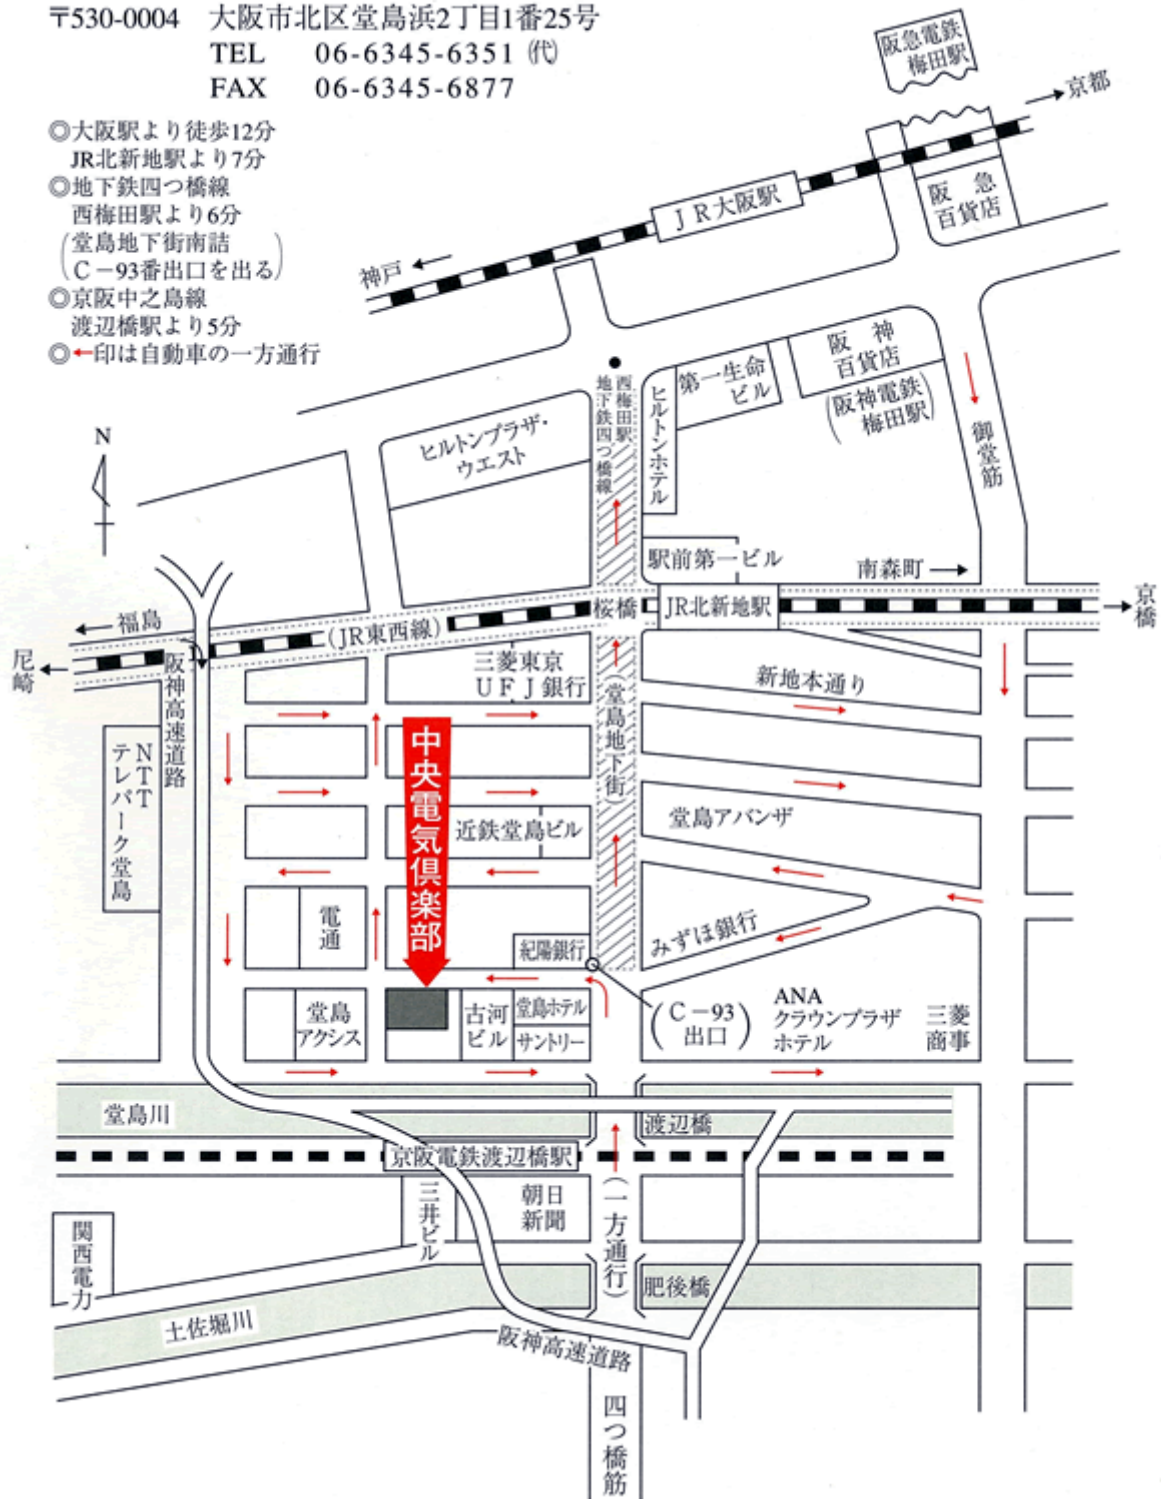 〒530-0004 大阪市北区堂島浜2丁目1番25号
TEL 06-6345-6351 (代)
FAX 06-6345-6877
◎大阪駅より徒歩12分
JR北新地駅より7分
◎地下鉄四つ橋線
西梅田駅より6分
(堂島地下街南詰
C－93番出口を出る)
◎京阪中之島線
渡辺橋駅より5分
◎←印は自動車の一方通行
阪急電鉄
梅田駅
→京都
阪急
百貨店
JR大阪駅
神戸←
阪神
百貨店
(阪神電鉄
梅田駅)
第一生命
ビル
ヒルトンホテル
西梅田駅
地下鉄四つ橋線
御堂筋
ヒルトンプラザ・
ウエスト
N
駅前第一ビル
南森町→
←福島
(JR東西線)
桜橋
JR北新地駅
→京橋
尼崎←
阪神高速道路
三菱東京
UFJ銀行
(堂島地下街)
新地本通り
NTT
テレパーク堂島
中央電気倶楽部
近鉄堂島ビル
堂島アバンザ
電通
紀陽銀行
みずほ銀行
堂島
アクシス
古河
ビル
堂島ホテル
サントリー
(C－93
出口)
ANA
クラウンプラザ
ホテル
三菱
商事
堂島川
渡辺橋
京阪電鉄渡辺橋駅
三井ビル
朝日
新聞
(一方通行)
関西電力
肥後橋
土佐堀川
阪神高速道路
四つ橋筋